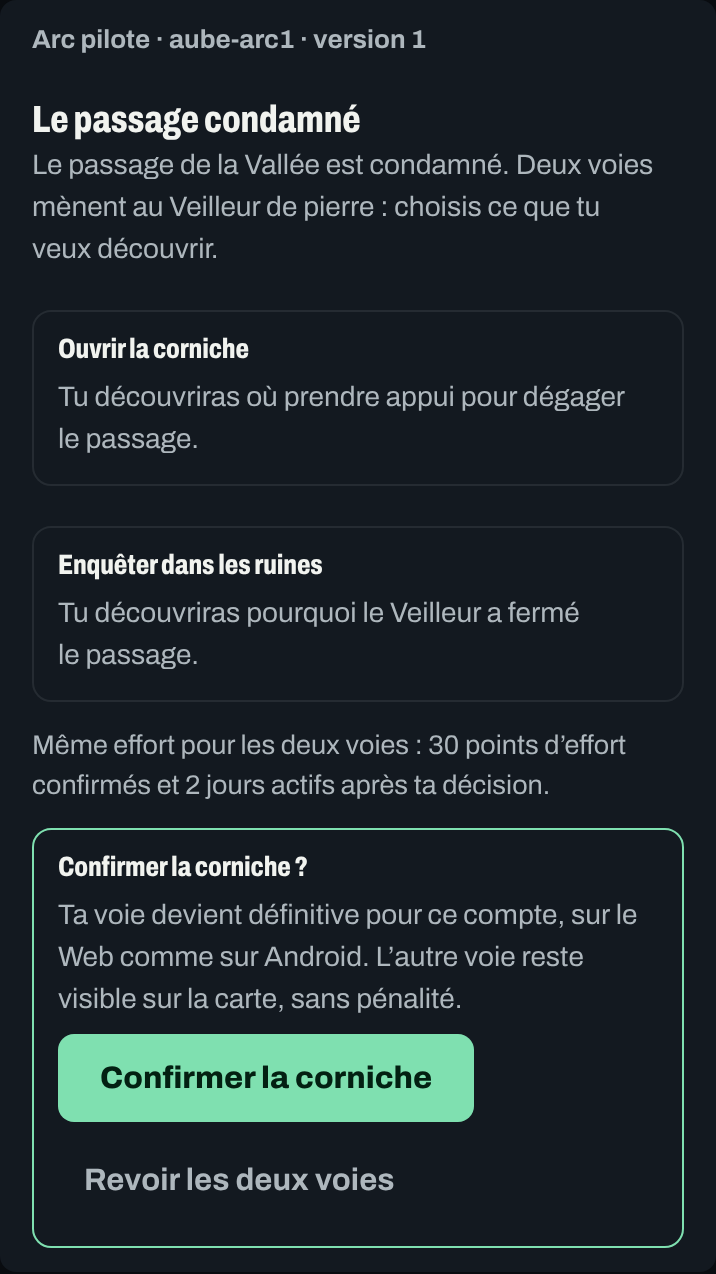 Arc pilote · aube-arc1 · version 1
Le passage condamné
Le passage de la Vallée est condamné. Deux voies
mènent au Veilleur de pierre : choisis ce que tu
veux découvrir.
Ouvrir la corniche
Tu découvriras où prendre appui pour dégager
le passage.
Enquêter dans les ruines
Tu découvriras pourquoi le Veilleur a fermé
le passage.
Même effort pour les deux voies : 30 points d’effort
confirmés et 2 jours actifs après ta décision.
Confirmer la corniche ?
Ta voie devient définitive pour ce compte, sur le
Web comme sur Android. L’autre voie reste
visible sur la carte, sans pénalité.
Confirmer la corniche
Revoir les deux voies